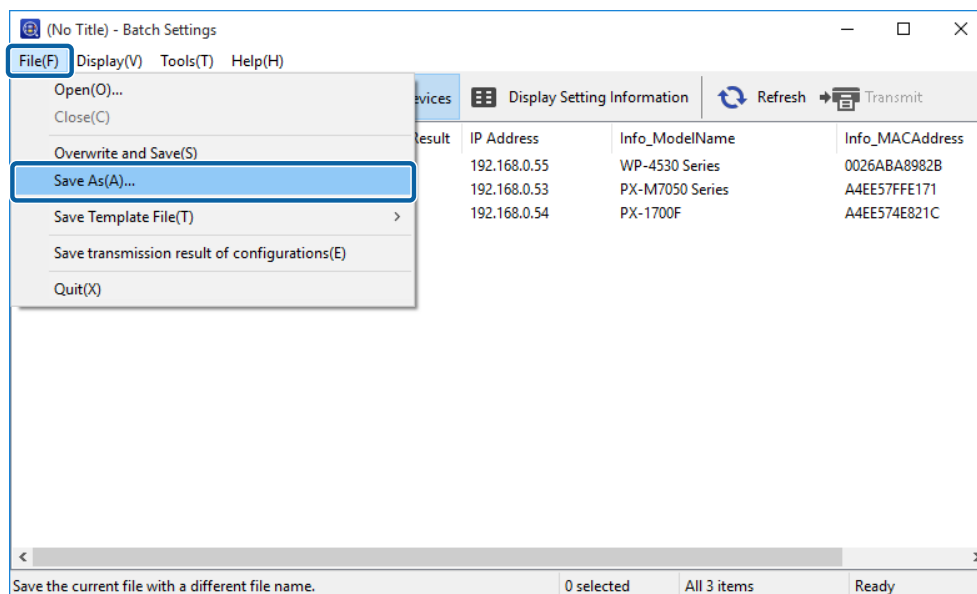 (No Title) - Batch Settings
File(F) Display(V) Tools(T) Help(H)
Open(O)...
Close(C)
Overwrite and Save(S)
Save As(A)...
Save Template File(T)
Save transmission result of configurations(E)
Quit(X)
Display Setting Information Refresh Transmit
Result IP Address Info_ModelName Info_MACAddress
192.168.0.55 WP-4530 Series 0026ABA8982B
192.168.0.53 PX-M7050 Series A4EE57FFE171
192.168.0.54 PX-1700F A4EE574E821C
Save the current file with a different file name. 0 selected All 3 items Ready